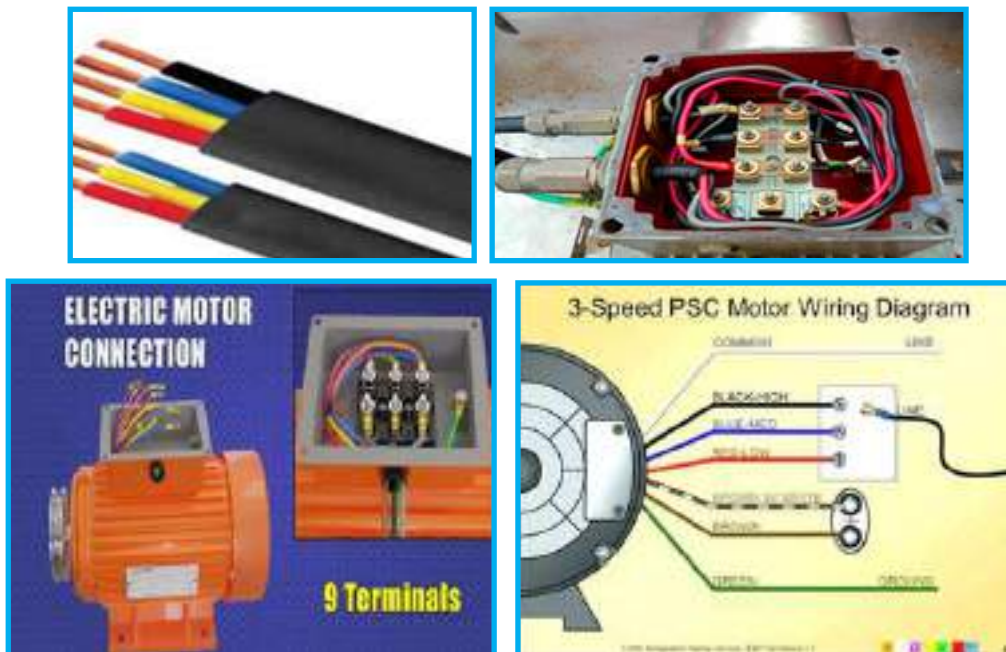 ELECTRIC MOTOR
CONNECTION
9 Terminals
3-Speed PSC Motor Wiring Diagram
COMMON LINE
BLACK-HIGH
BLUE-MED
RED-LOW
BROWN
GREEN GROUND